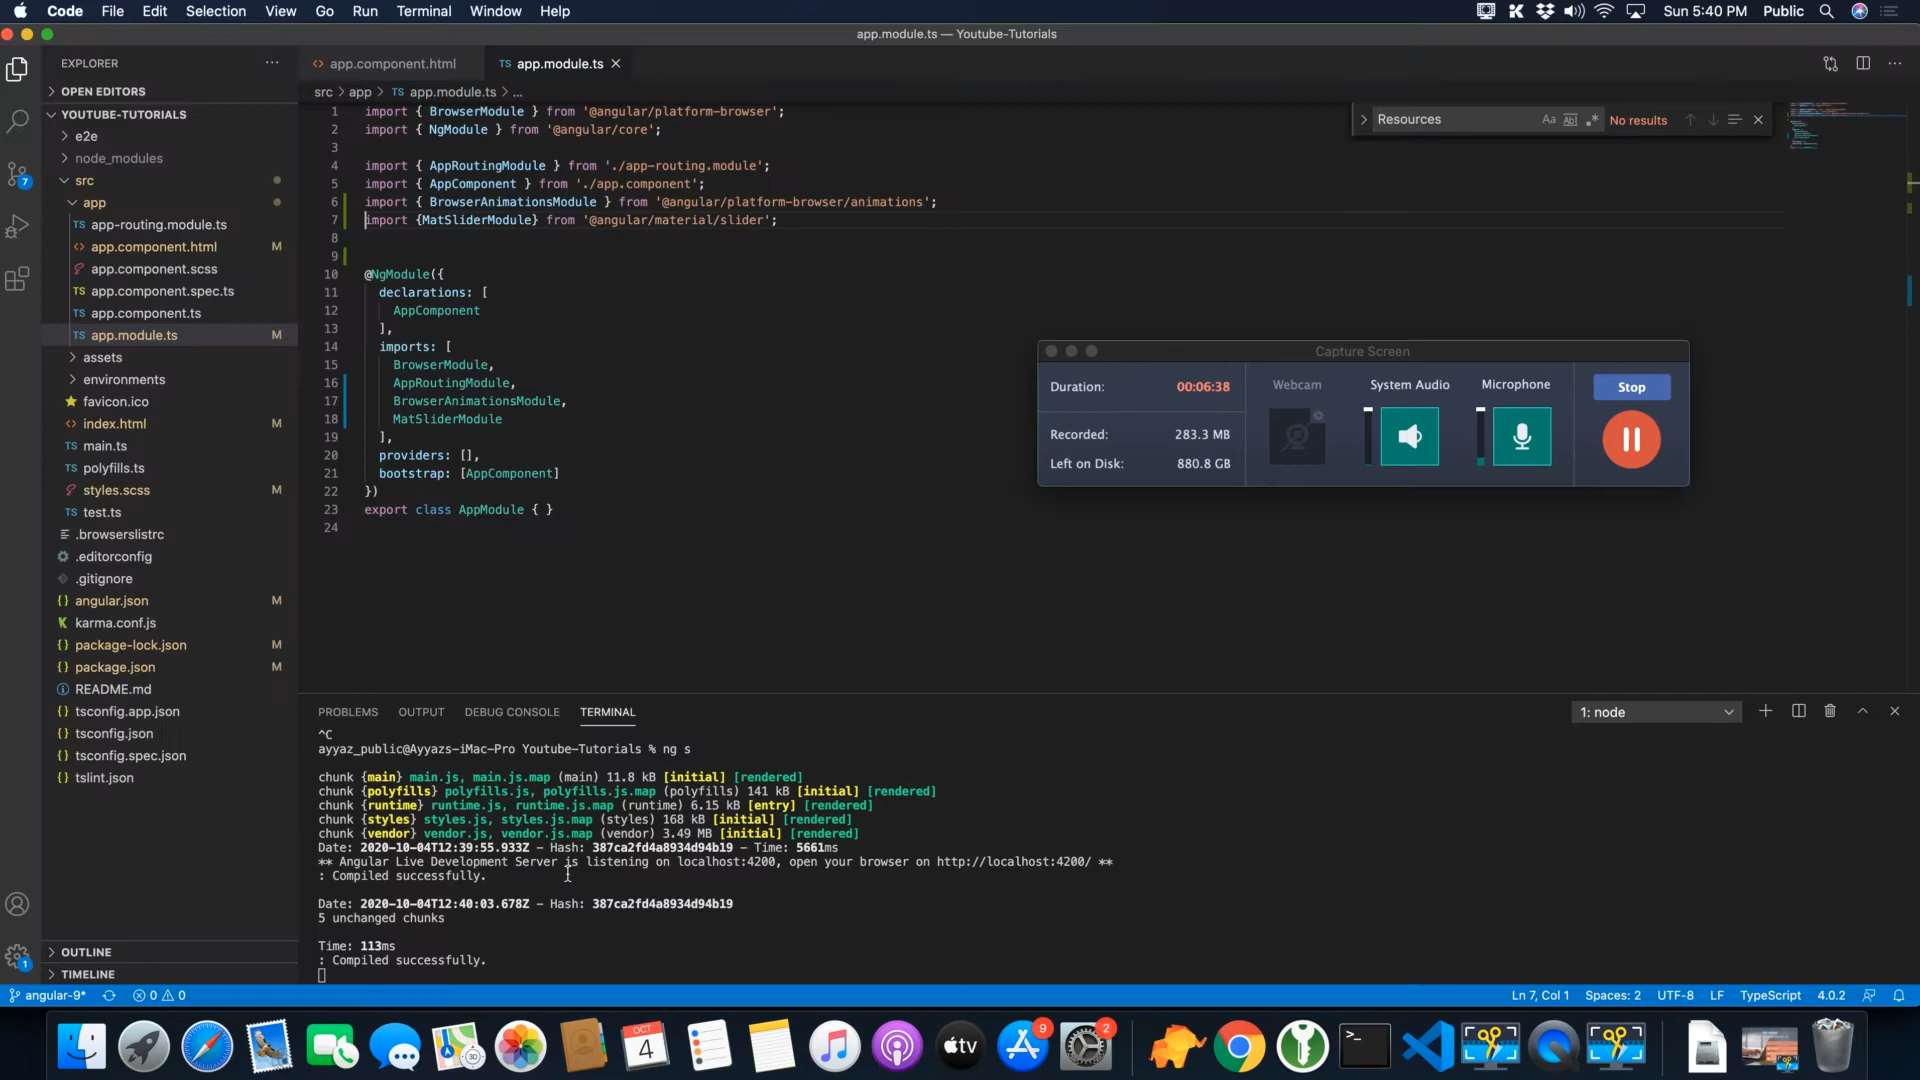 Code File Edit Selection View Go Run Terminal Window Help
Sun 5:40 PM Public
app.module.ts — Youtube-Tutorials
EXPLORER
app.component.html
TS app.module.ts
OPEN EDITORS
src > app > TS app.module.ts > ...
YOUTUBE-TUTORIALS
e2e
node_modules
src
app
TS app-routing.module.ts
app.component.html M
app.component.scss
TS app.component.spec.ts
TS app.component.ts
TS app.module.ts M
assets
environments
favicon.ico
index.html M
TS main.ts
TS polyfills.ts
styles.scss M
TS test.ts
.browserslistrc
.editorconfig
.gitignore
{} angular.json M
karma.conf.js
{} package-lock.json M
{} package.json M
README.md
{} tsconfig.app.json
{} tsconfig.json
{} tsconfig.spec.json
{} tslint.json
OUTLINE
TIMELINE
7
1
1 import { BrowserModule } from '@angular/platform-browser';
2 import { NgModule } from '@angular/core';
3
4 import { AppRoutingModule } from './app-routing.module';
5 import { AppComponent } from './app.component';
6 import { BrowserAnimationsModule } from '@angular/platform-browser/animations';
7 import {MatSliderModule} from '@angular/material/slider';
8
9
10 @NgModule({
11 declarations: [
12 AppComponent
13 ],
14 imports: [
15 BrowserModule,
16 AppRoutingModule,
17 BrowserAnimationsModule,
18 MatSliderModule
19 ],
20 providers: [],
21 bootstrap: [AppComponent]
22 })
23 export class AppModule { }
24
Resources Aa Abl .* No results
Capture Screen
Duration: 00:06:38
Recorded: 283.3 MB
Left on Disk: 880.8 GB
Webcam System Audio Microphone
Stop
PROBLEMS OUTPUT DEBUG CONSOLE TERMINAL
1: node
^C
ayyaz_public@Ayyazs-iMac-Pro Youtube-Tutorials % ng s
chunk {main} main.js, main.js.map (main) 11.8 kB [initial] [rendered]
chunk {polyfills} polyfills.js, polyfills.js.map (polyfills) 141 kB [initial] [rendered]
chunk {runtime} runtime.js, runtime.js.map (runtime) 6.15 kB [entry] [rendered]
chunk {styles} styles.js, styles.js.map (styles) 168 kB [initial] [rendered]
chunk {vendor} vendor.js, vendor.js.map (vendor) 3.49 MB [initial] [rendered]
Date: 2020-10-04T12:39:55.933Z - Hash: 387ca2fd4a8934d94b19 - Time: 5661ms
** Angular Live Development Server is listening on localhost:4200, open your browser on http://localhost:4200/ **
: Compiled successfully.
Date: 2020-10-04T12:40:03.678Z - Hash: 387ca2fd4a8934d94b19
5 unchanged chunks
Time: 113ms
: Compiled successfully.
angular-9* 0 0
Ln 7, Col 1 Spaces: 2 UTF-8 LF TypeScript 4.0.2
OCT
4
tv
9
2